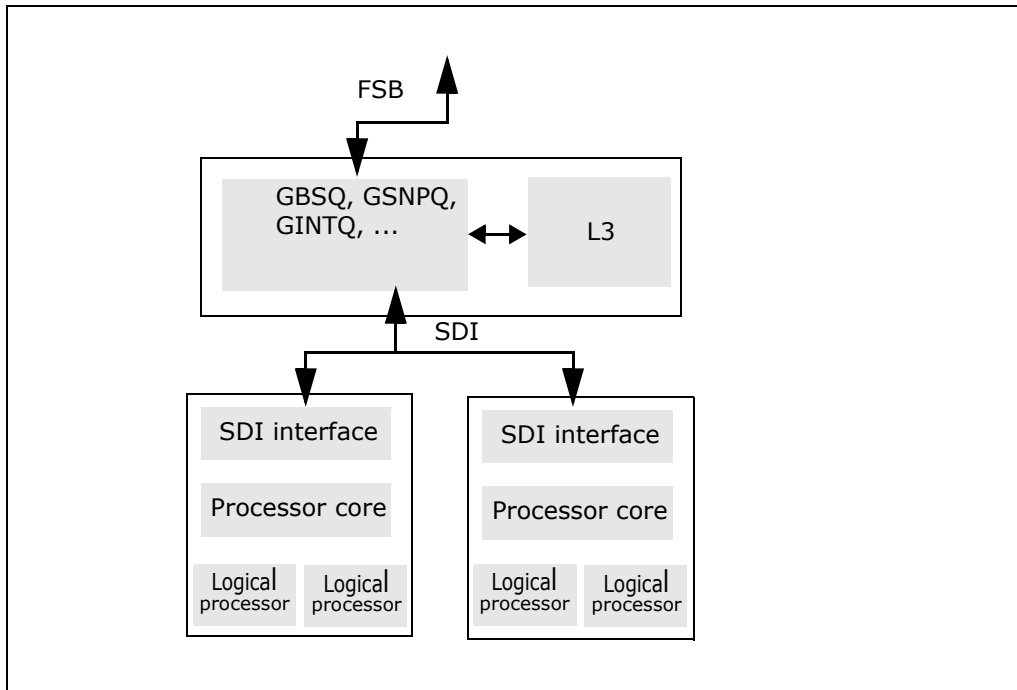 FSB
GBSQ, GSNPQ,
GINTQ, ...
L3
SDI
SDI interface
Processor core
Logical
processor
Logical
processor
SDI interface
Processor core
Logical
processor
Logical
processor